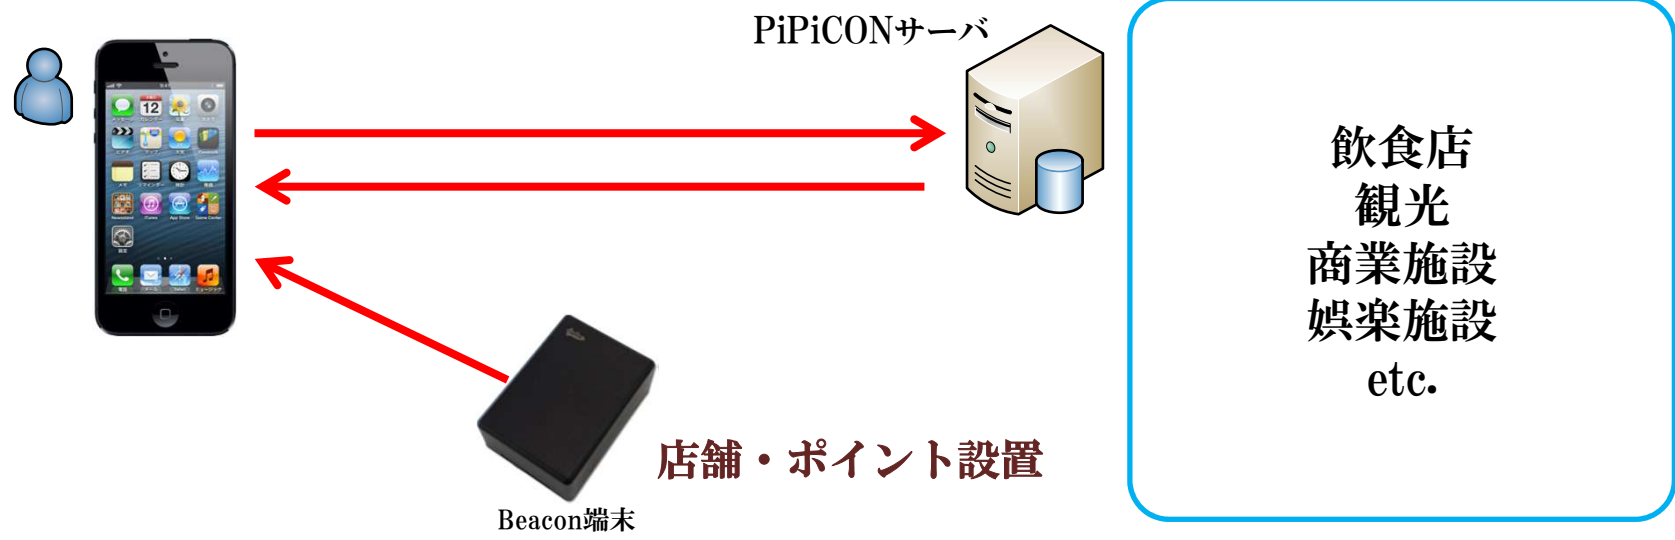 PiPiCONサーバ
飲食店
観光
商業施設
娯楽施設
etc.
店舗・ポイント設置
Beacon端末
12